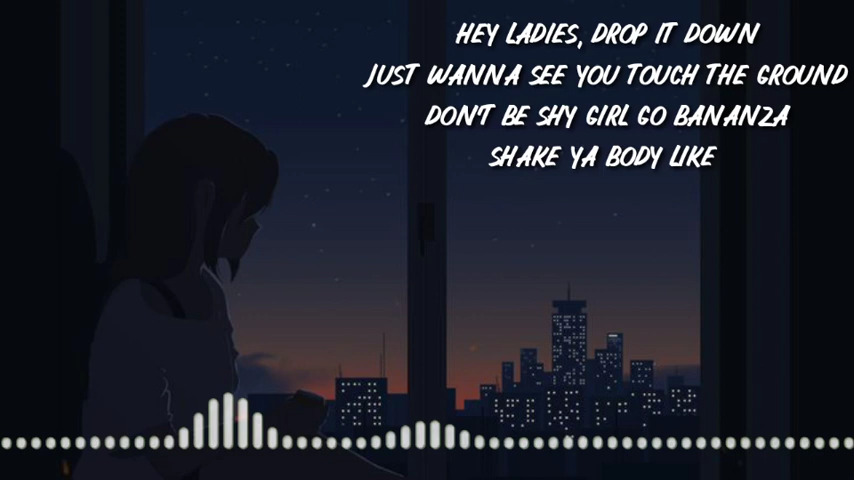 HEY LADIES, DROP IT DOWN
JUST WANNA SEE YOU TOUCH THE GROUND
DON'T BE SHY GIRL GO BANANZA
SHAKE YA BODY LIKE